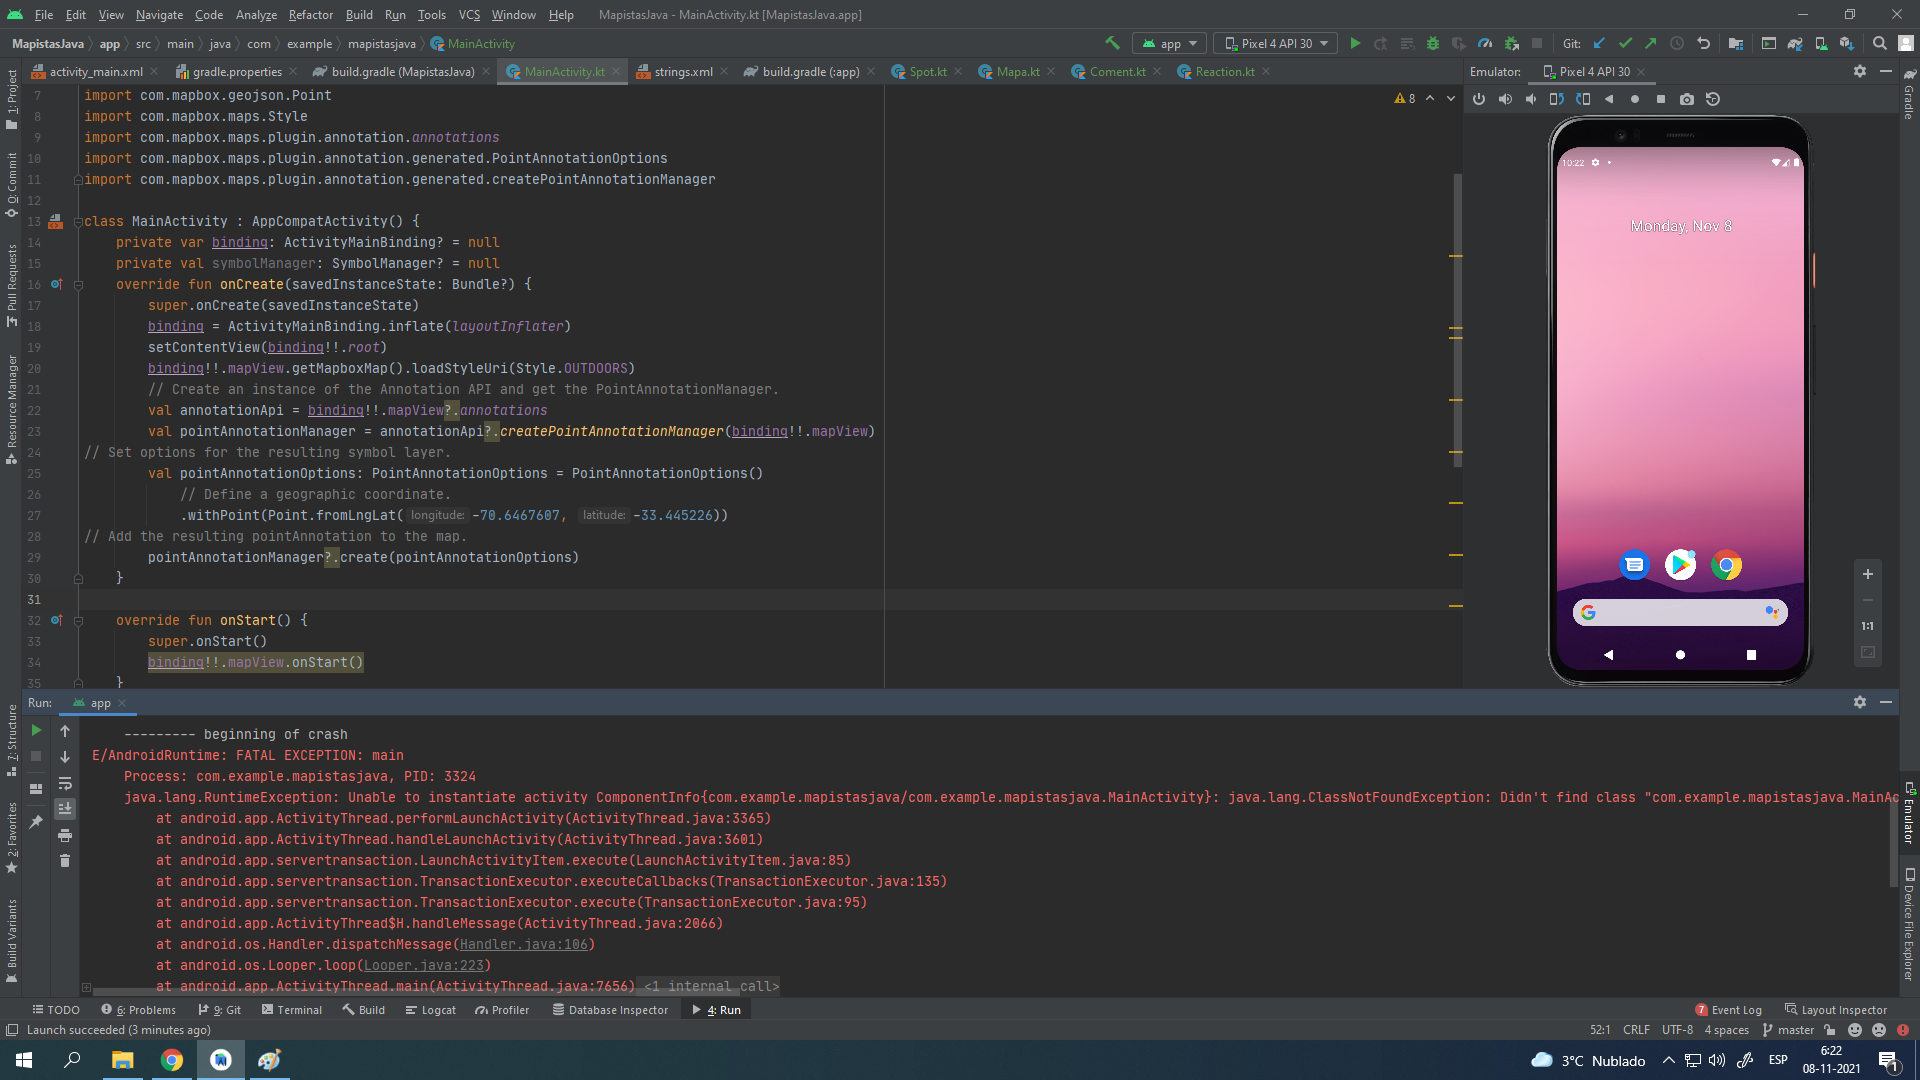 File Edit View Navigate Code Analyze Refactor Build Run Tools VCS Window Help MapistasJava - MainActivity.kt [MapistasJava.app]
MapistasJava app src main java com example mapistasjava MainActivity app Pixel 4 API 30 Git:
activity_main.xml gradle.properties build.gradle (MapistasJava) MainActivity.kt strings.xml build.gradle (:app) Spot.kt Mapa.kt Coment.kt Reaction.kt Emulator: Pixel 4 API 30
7 import com.mapbox.geojson.Point
8 import com.mapbox.maps.Style
9 import com.mapbox.maps.plugin.annotation.annotations
10 import com.mapbox.maps.plugin.annotation.generated.PointAnnotationOptions
11 import com.mapbox.maps.plugin.annotation.generated.createPointAnnotationManager
12
13 class MainActivity : AppCompatActivity() {
14 private var binding: ActivityMainBinding? = null
15 private val symbolManager: SymbolManager? = null
16 override fun onCreate(savedInstanceState: Bundle?) {
17 super.onCreate(savedInstanceState)
18 binding = ActivityMainBinding.inflate(layoutInflater)
19 setContentView(binding!!.root)
20 binding!!.mapView.getMapboxMap().loadStyleUri(Style.OUTDOORS)
21 // Create an instance of the Annotation API and get the PointAnnotationManager.
22 val annotationApi = binding!!.mapView?.annotations
23 val pointAnnotationManager = annotationApi?.createPointAnnotationManager(binding!!.mapView)
24 // Set options for the resulting symbol layer.
25 val pointAnnotationOptions: PointAnnotationOptions = PointAnnotationOptions()
26 // Define a geographic coordinate.
27 .withPoint(Point.fromLngLat( longitude: -70.6467607, latitude: -33.445226))
28 // Add the resulting pointAnnotation to the map.
29 pointAnnotationManager?.create(pointAnnotationOptions)
30 }
31
32 override fun onStart() {
33 super.onStart()
34 binding!!.mapView.onStart()
35 }
8
1: Project
0: Commit
Pull Requests
Resource Manager
7: Structure
2: Favorites
Build Variants
10:22
Monday, Nov 8
1:1
Gradle
Emulator
Device File Explorer
Run: app
--------- beginning of crash
E/AndroidRuntime: FATAL EXCEPTION: main
Process: com.example.mapistasjava, PID: 3324
java.lang.RuntimeException: Unable to instantiate activity ComponentInfo{com.example.mapistasjava/com.example.mapistasjava.MainActivity}: java.lang.ClassNotFoundException: Didn't find class "com.example.mapistasjava.MainAc
at android.app.ActivityThread.performLaunchActivity(ActivityThread.java:3365)
at android.app.ActivityThread.handleLaunchActivity(ActivityThread.java:3601)
at android.app.servertransaction.LaunchActivityItem.execute(LaunchActivityItem.java:85)
at android.app.servertransaction.TransactionExecutor.executeCallbacks(TransactionExecutor.java:135)
at android.app.servertransaction.TransactionExecutor.execute(TransactionExecutor.java:95)
at android.app.ActivityThread$H.handleMessage(ActivityThread.java:2066)
at android.os.Handler.dispatchMessage(Handler.java:106)
at android.os.Looper.loop(Looper.java:223)
at android.app.ActivityThread.main(ActivityThread.java:7656) <1 internal call>
TODO 6: Problems 9: Git Terminal Build Logcat Profiler Database Inspector 4: Run 7 Event Log Layout Inspector
Launch succeeded (3 minutes ago) 52:1 CRLF UTF-8 4 spaces master
3°C Nublado ESP 6:22
08-11-2021 1